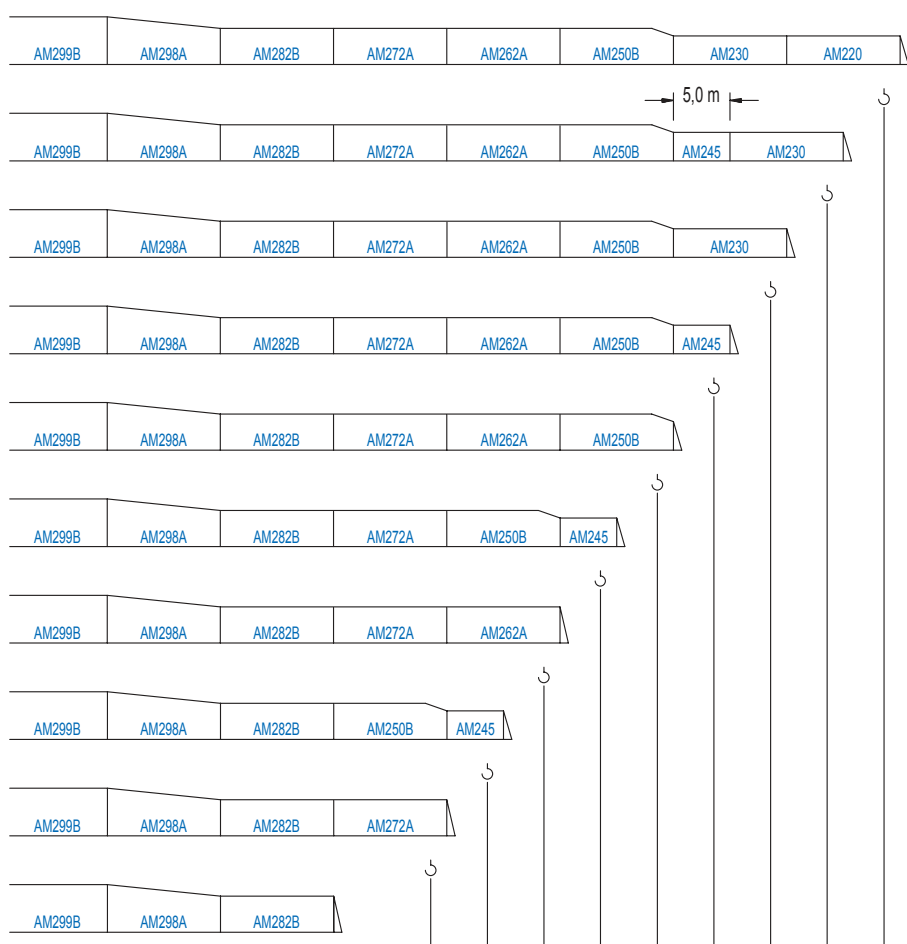 AM299B AM298A AM282B AM272A AM262A AM250B AM230 AM220
5,0 m
AM299B AM298A AM282B AM272A AM262A AM250B AM245 AM230
AM299B AM298A AM282B AM272A AM262A AM250B AM230
AM299B AM298A AM282B AM272A AM262A AM250B AM245
AM299B AM298A AM282B AM272A AM262A AM250B
AM299B AM298A AM282B AM272A AM250B AM245
AM299B AM298A AM282B AM272A AM262A
AM299B AM298A AM282B AM250B AM245
AM299B AM298A AM282B AM272A
AM299B AM298A AM282B